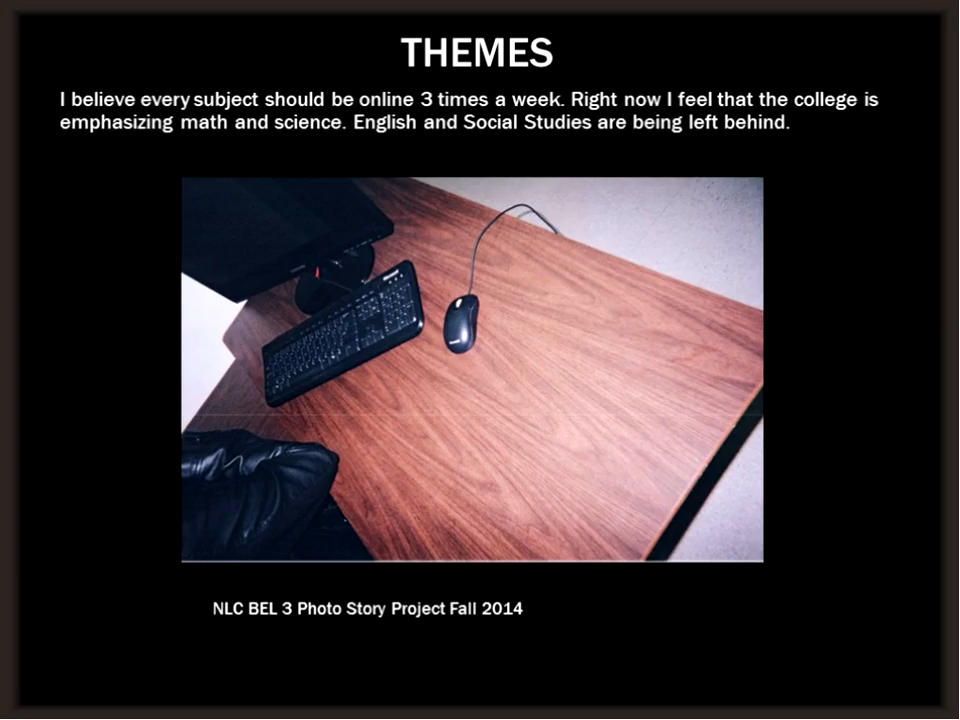 THEMES
I believe every subject should be online 3 times a week. Right now I feel that the college is
emphasizing math and science. English and Social Studies are being left behind.
NLC BEL 3 Photo Story Project Fall 2014